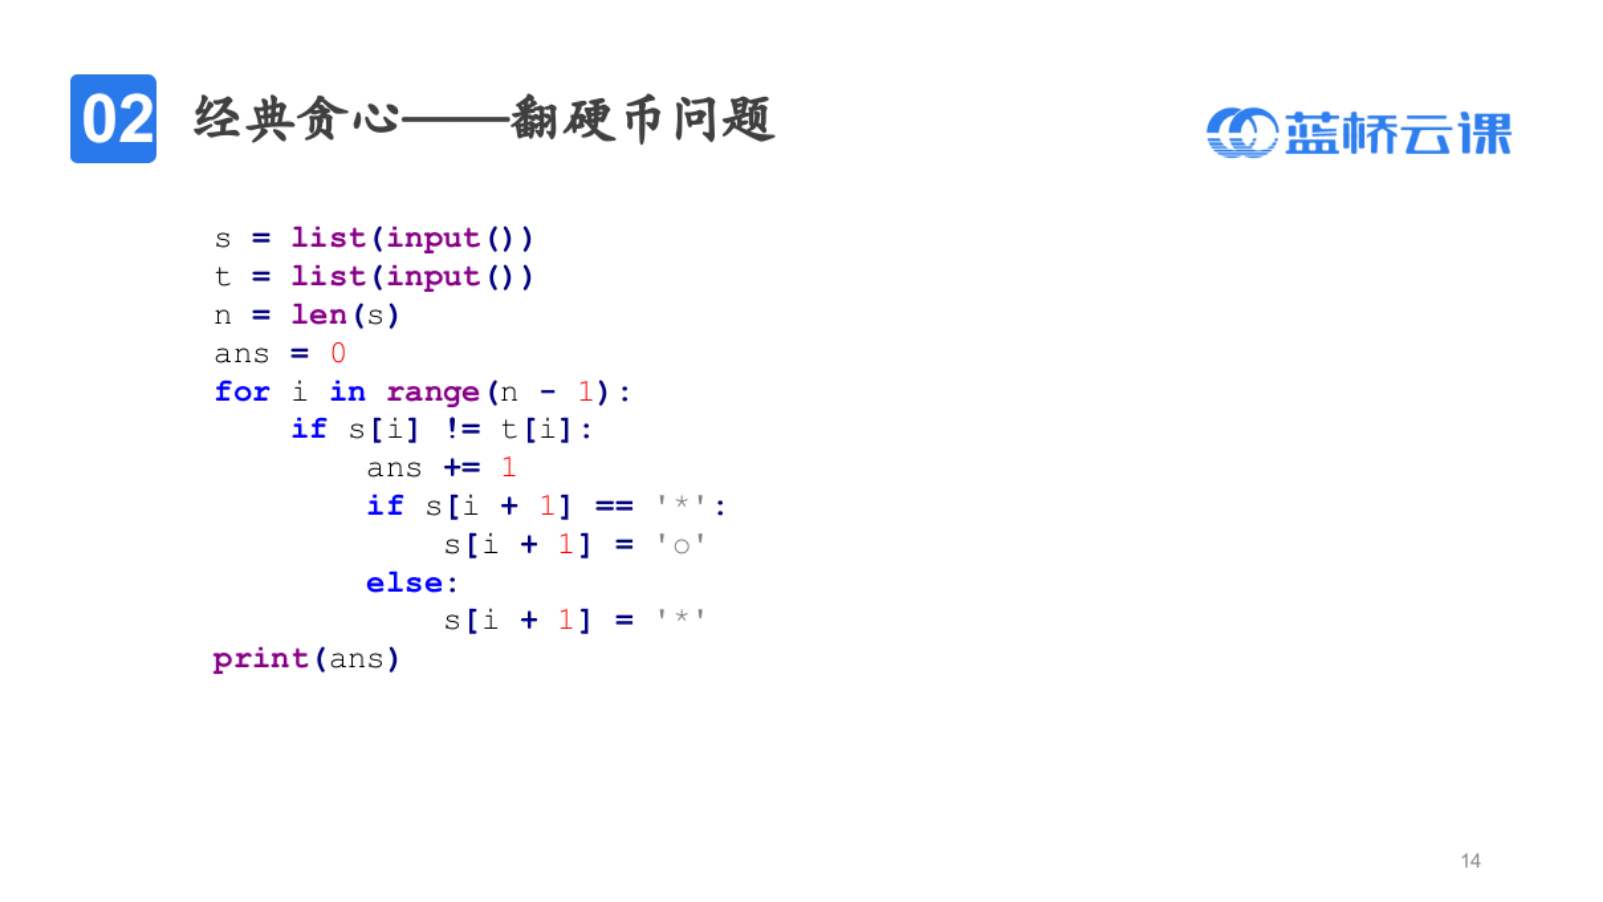 02 经典贪心——翻硬币问题
蓝桥云课
s = list(input())
t = list(input())
n = len(s)
ans = 0
for i in range(n - 1):
    if s[i] != t[i]:
        ans += 1
        if s[i + 1] == '*':
            s[i + 1] = 'o'
        else:
            s[i + 1] = '*'
print(ans)
14